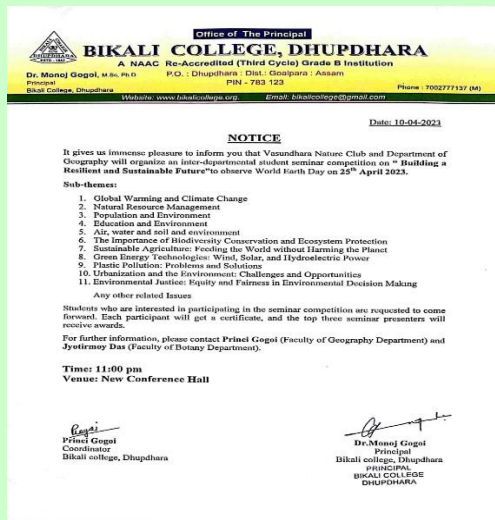 Office of The Principal
BIKALI COLLEGE, DHUPDHARA
A NAAC Re-Accredited (Third Cycle) Grade B Institution
Dr. Monoj Gogoi, M.Sc, Ph.D
P.O. : Dhupdhara : Dist.: Goalpara : Assam
Principal
PIN - 783 123
Bikali College, Dhupdhara
Phone : 7002777137 (M)
Website: www.bikalicollege.org.
Email: bikalicollege@gmail.com
Date: 10-04-2023
NOTICE
It gives us immense pleasure to inform you that Vasundhara Nature Club and Department of
Geography will organize an inter-departmental student seminar competition on " Building a
Resilient and Sustainable Future"to observe World Earth Day on 25th April 2023.
Sub-themes:
1. Global Warming and Climate Change
2. Natural Resource Management
3. Population and Environment
4. Education and Environment
5. Air, water and soil and environment
6. The Importance of Biodiversity Conservation and Ecosystem Protection
7. Sustainable Agriculture: Feeding the World without Harming the Planet
8. Green Energy Technologies: Wind, Solar, and Hydroelectric Power
9. Plastic Pollution: Problems and Solutions
10. Urbanization and the Environment: Challenges and Opportunities
11. Environmental Justice: Equity and Fairness in Environmental Decision Making
Any other related Issues
Students who are interested in participating in the seminar competition are requested to come
forward. Each participant will get a certificate, and the top three seminar presenters will
receive awards.
For further information, please contact Princi Gogoi (Faculty of Geography Department) and
Jyotirmoy Das (Faculty of Botany Department).
Time: 11:00 pm
Venue: New Conference Hall
Princi Gogoi
Coordinator
Bikali college, Dhupdhara
Dr.Monoj Gogoi
Principal
Bikali college, Dhupdhara
PRINCIPAL
BIKALI COLLEGE
DHUPDHARA